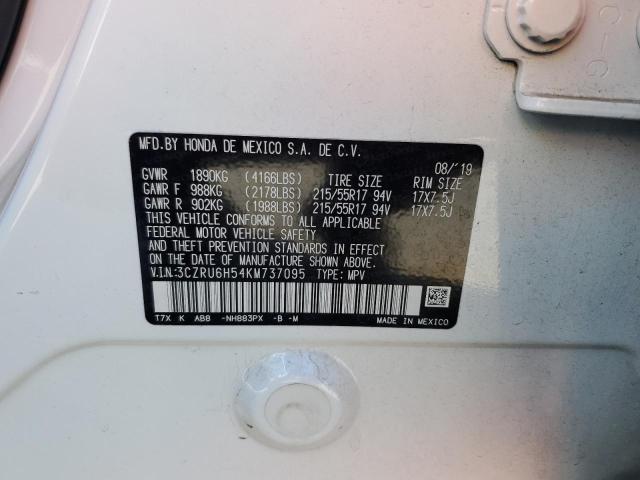 MFD.BY HONDA DE MEXICO S.A. DE C.V.
08/'19
GVWR 1890KG (4166LBS) TIRE SIZE RIM SIZE
GAWR F 988KG (2178LBS) 215/55R17 94V 17X7.5J
GAWR R 902KG (1988LBS) 215/55R17 94V 17X7.5J
THIS VEHICLE CONFORMS TO ALL APPLICABLE
FEDERAL MOTOR VEHICLE SAFETY
AND THEFT PREVENTION STANDARDS IN EFFECT
ON THE DATE OF MANUFACTURE SHOWN ABOVE.
V.I.N:3CZRU6H54KM737095 TYPE: MPV
T7X K AB8 -NH883PX -B -M MADE IN MEXICO